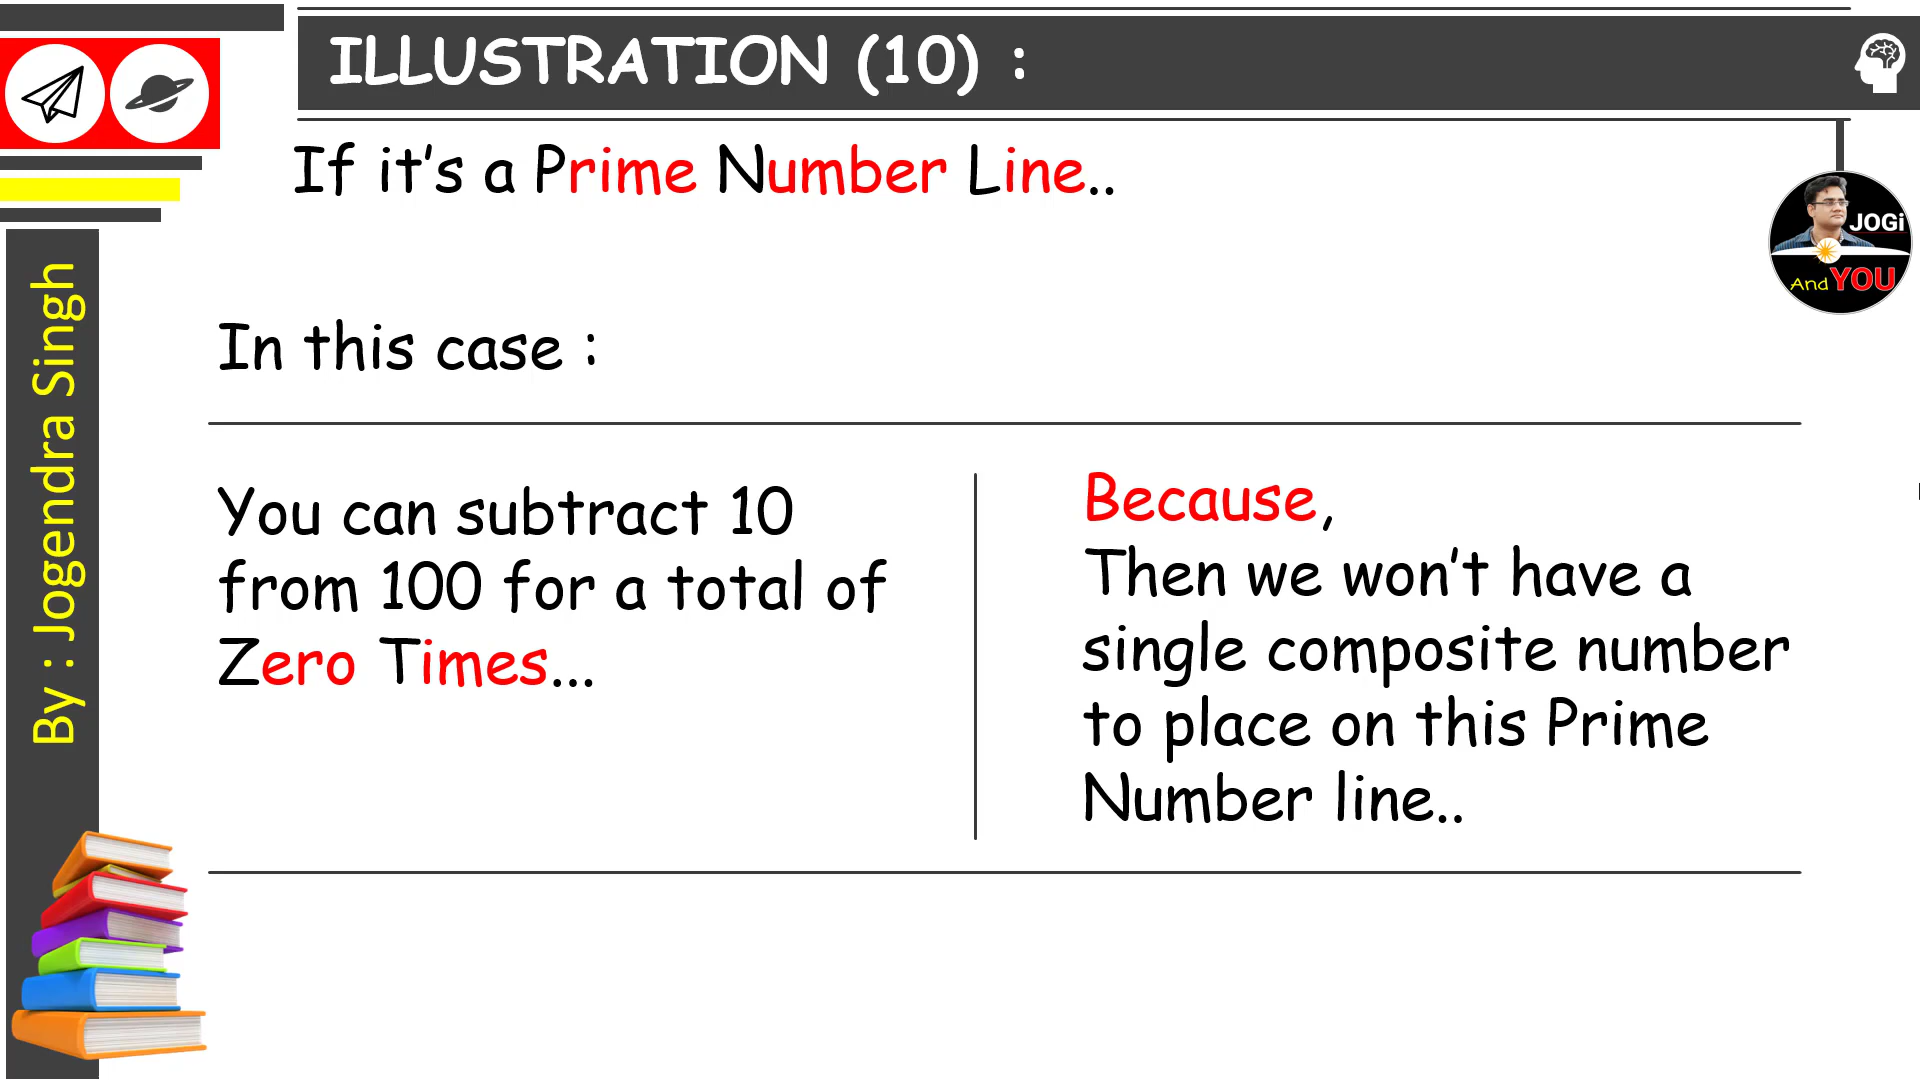 ILLUSTRATION (10) :
If it’s a Prime Number Line..
JOGi
And YOU
By : Jogendra Singh
In this case :
You can subtract 10
from 100 for a total of
Zero Times...
Because,
Then we won’t have a
single composite number
to place on this Prime
Number line..